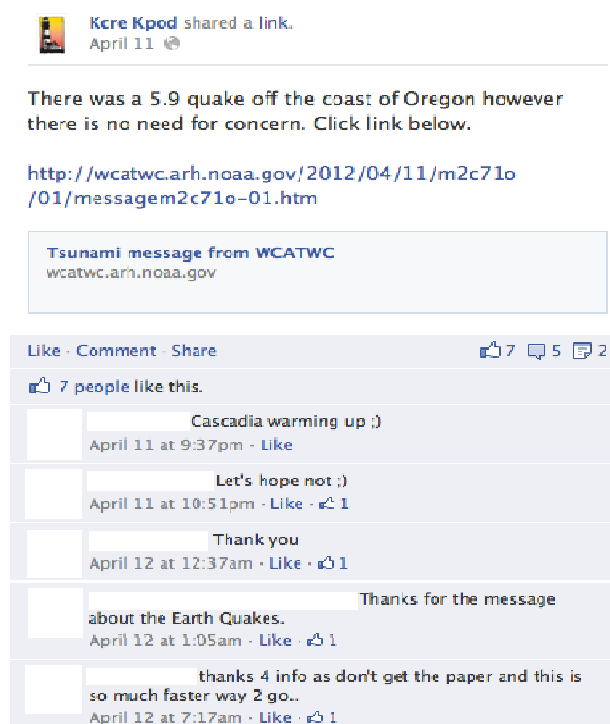 Kcre Kpod shared a link.
April 11
There was a 5.9 quake off the coast of Oregon however
there is no need for concern. Click link below.
http://wcatwc.arh.noaa.gov/2012/04/11/m2c71o
/01/messagem2c71o-01.htm
Tsunami message from WCATWC
wcatwc.arh.noaa.gov
Like · Comment · Share 7 5 2
7 people like this.
Cascadia warming up ;)
April 11 at 9:37pm · Like
Let's hope not ;)
April 11 at 10:51pm · Like · 1
Thank you
April 12 at 12:37am · Like · 1
Thanks for the message
about the Earth Quakes.
April 12 at 1:05am · Like · 1
thanks 4 info as don't get the paper and this is
so much faster way 2 go..
April 12 at 7:17am · Like · 1